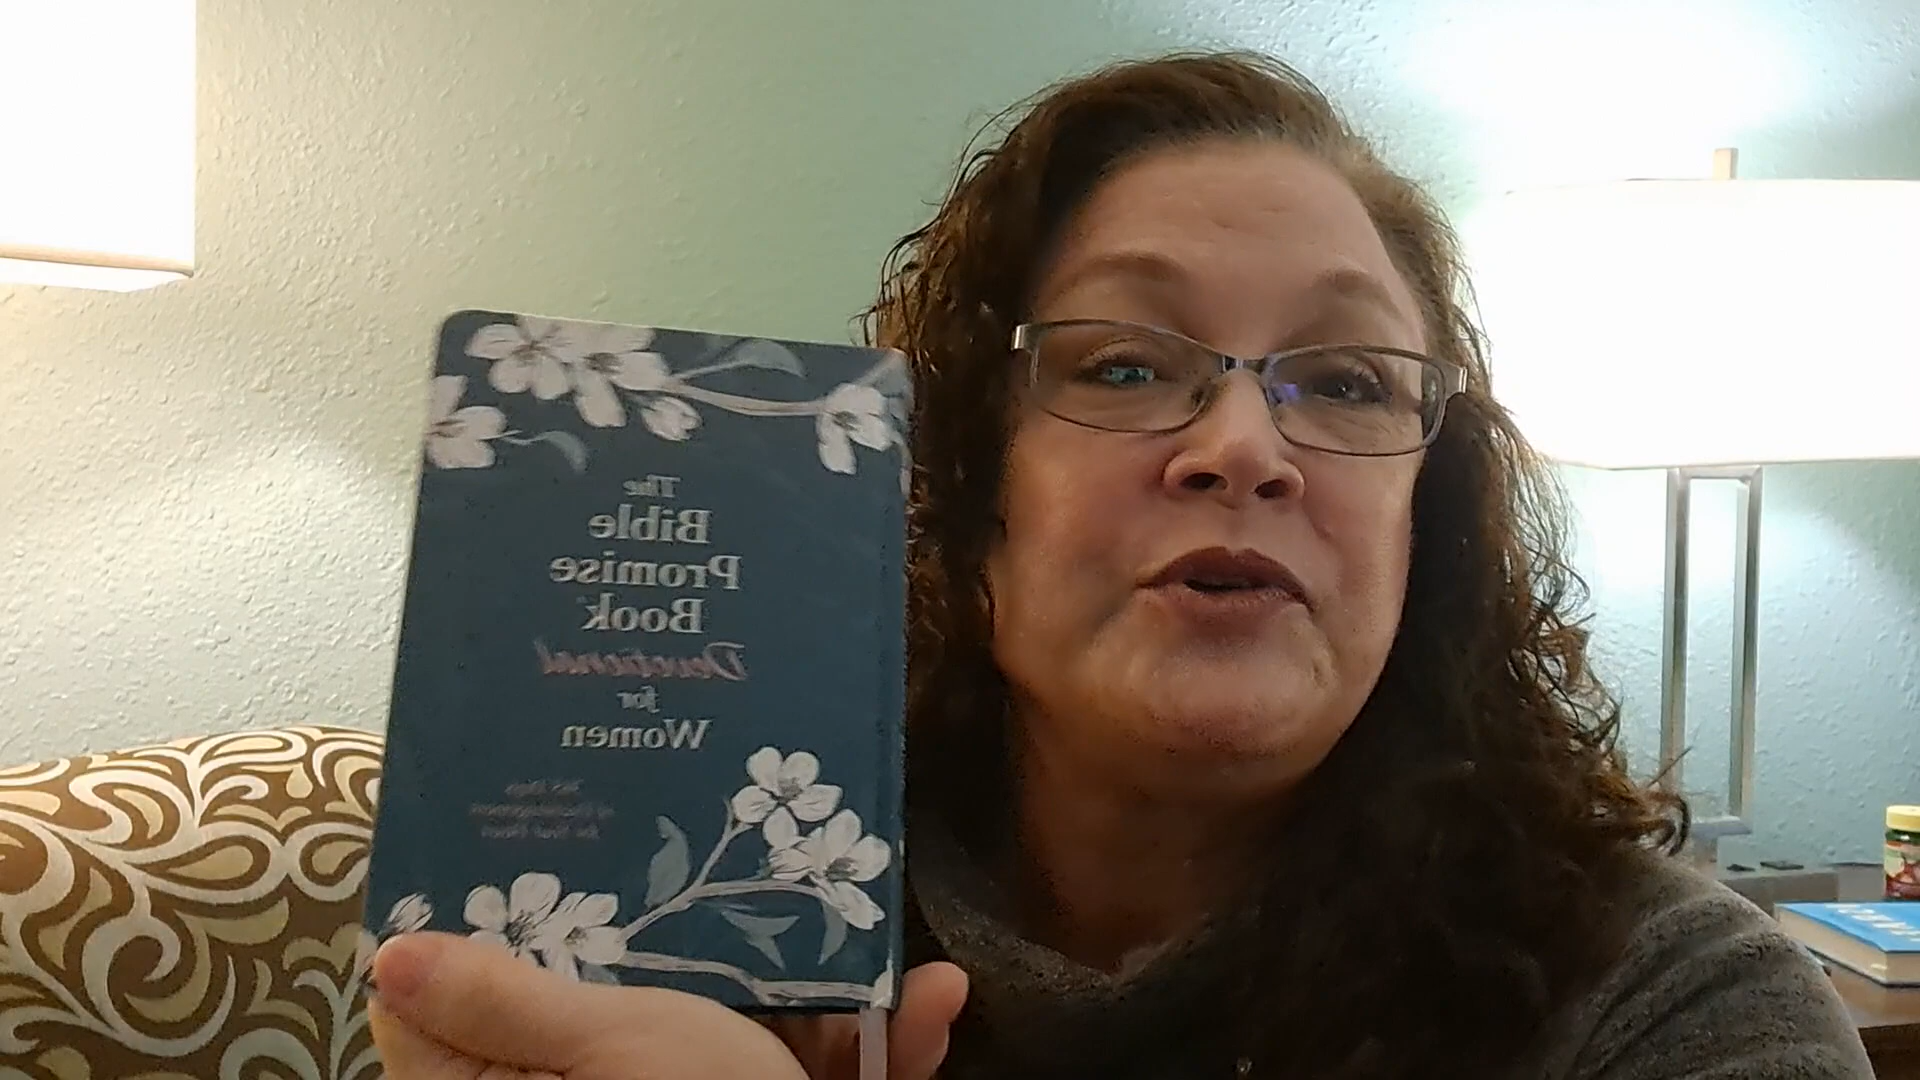 The
Bible
Promise
Book
Devotional
for
Women